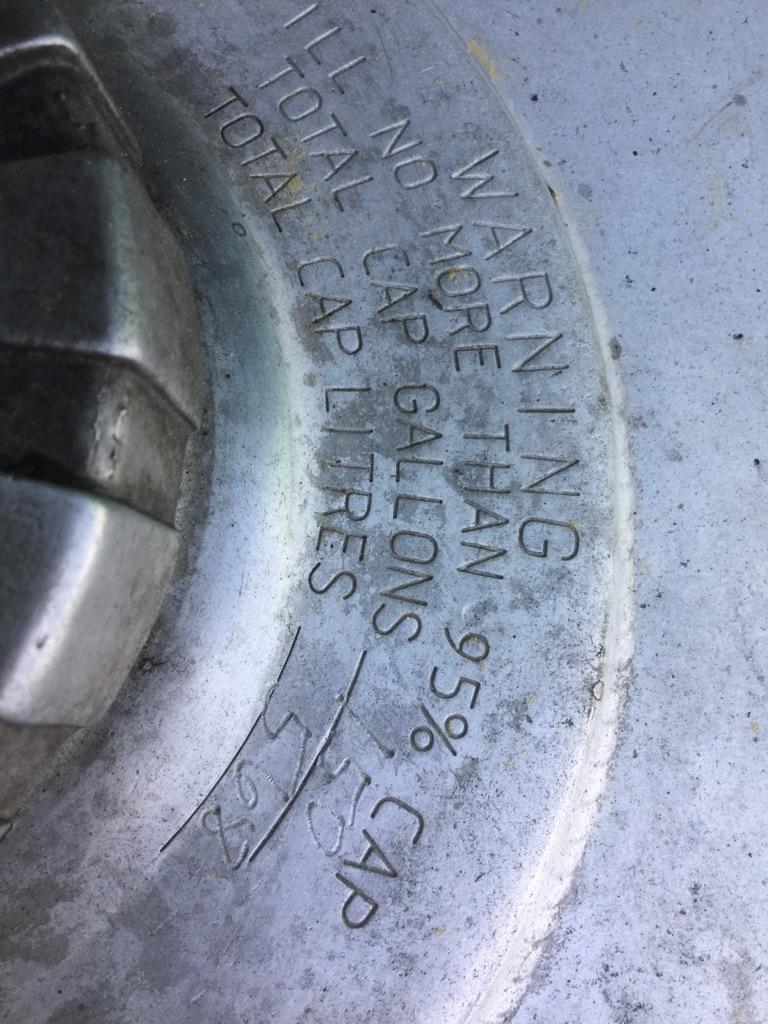 WARNING
ILL NO MORE THAN 95% CAP
TOTAL CAP GALLONS 150
TOTAL CAP LITRES 568